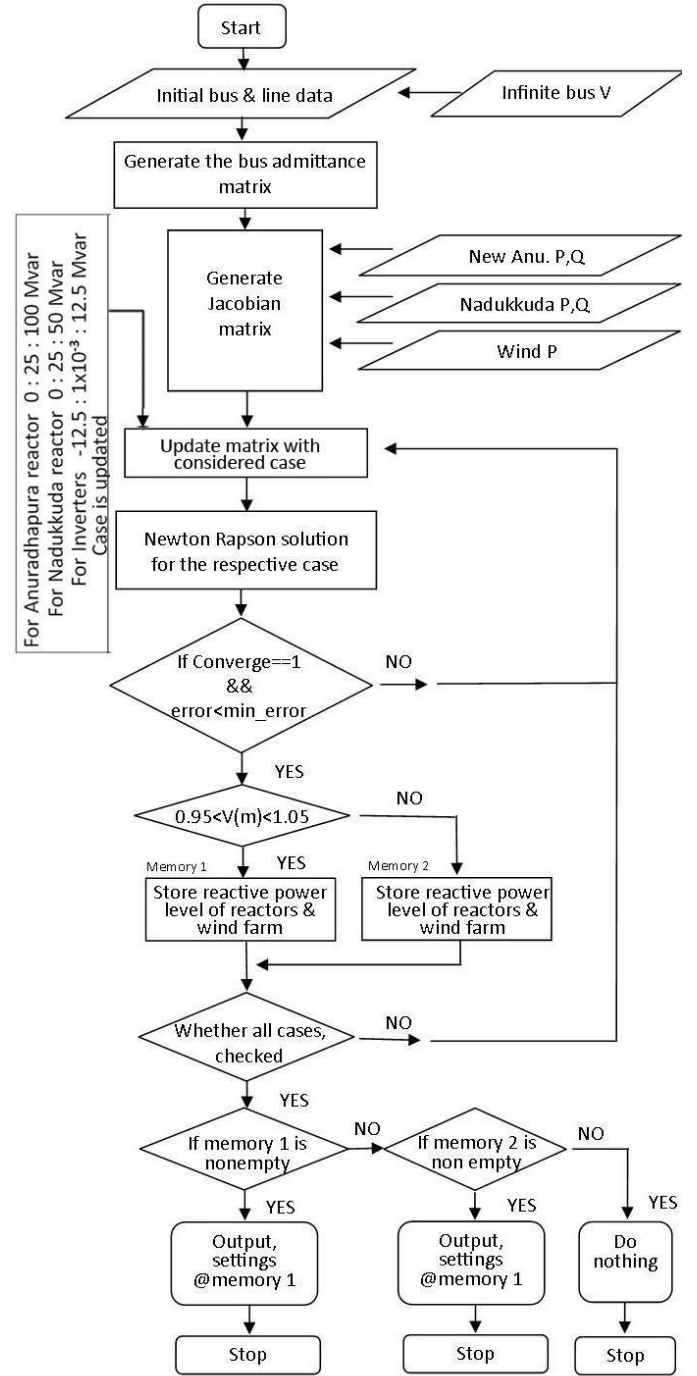 Start
Initial bus & line data
Infinite bus V
Generate the bus admittance
matrix
For Anuradhapura reactor 0 : 25 : 100 Mvar
For Nadukkuda reactor 0 : 25 : 50 Mvar
For Inverters -12.5 : 1x10⁻³ : 12.5 Mvar
Case is updated
Generate
Jacobian
matrix
New Anu. P,Q
Nadukkuda P,Q
Wind P
Update matrix with
considered case
Newton Rapson solution
for the respective case
If Converge==1
&&
error<min_error
NO
YES
0.95<V(m)<1.05
NO
YES
Memory 1
Store reactive power
level of reactors &
wind farm
Memory 2
Store reactive power
level of reactors &
wind farm
Whether all cases,
checked
NO
YES
If memory 1 is
nonempty
NO
If memory 2 is
non empty
NO
YES
YES
YES
Output,
settings
@memory 1
Output,
settings
@memory 1
Do
nothing
Stop
Stop
Stop